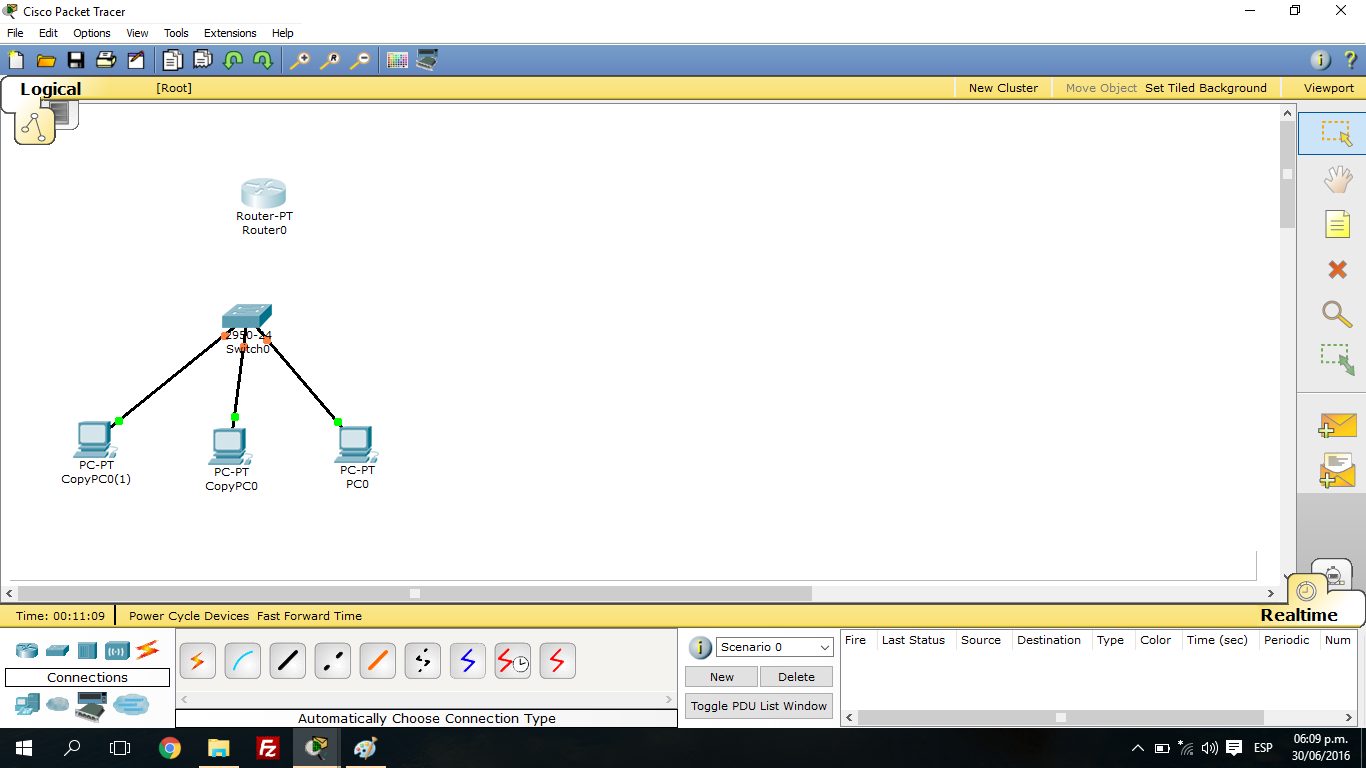 Cisco Packet Tracer
File Edit Options View Tools Extensions Help
Logical [Root] New Cluster Move Object Set Tiled Background Viewport
Router-PT
Router0
2950-24
Switch0
PC-PT
CopyPC0(1)
PC-PT
CopyPC0
PC-PT
PC0
Time: 00:11:09 Power Cycle Devices Fast Forward Time Realtime
Connections
Automatically Choose Connection Type
Scenario 0
New Delete
Toggle PDU List Window
Fire Last Status Source Destination Type Color Time (sec) Periodic Num
ESP
06:09 p.m.
30/06/2016